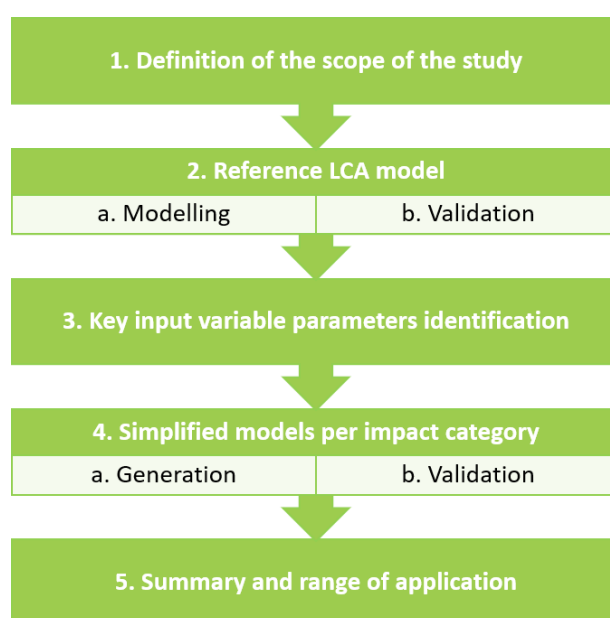 1. Definition of the scope of the study
2. Reference LCA model
a. Modelling
b. Validation
3. Key input variable parameters identification
4. Simplified models per impact category
a. Generation
b. Validation
5. Summary and range of application